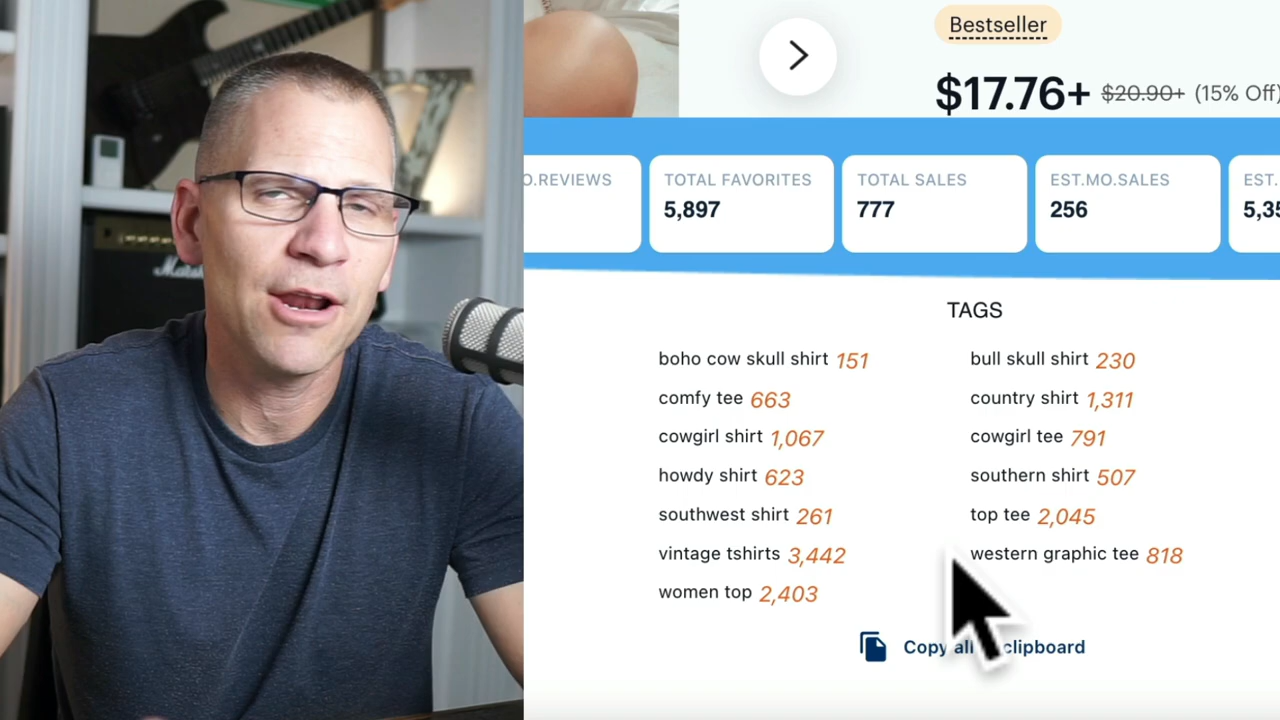 Bestseller
$17.76+ $20.90+ (15% Off)
O.REVIEWS
TOTAL FAVORITES
5,897
TOTAL SALES
777
EST.MO.SALES
256
EST.
5,35
TAGS
boho cow skull shirt 151
bull skull shirt 230
comfy tee 663
country shirt 1,311
cowgirl shirt 1,067
cowgirl tee 791
howdy shirt 623
southern shirt 507
southwest shirt 261
top tee 2,045
vintage tshirts 3,442
western graphic tee 818
women top 2,403
Copy all clipboard